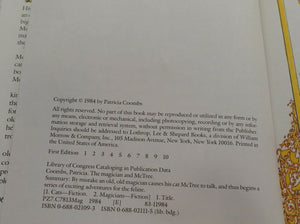 Copyright © 1984 by Patricia Coombs
All rights reserved. No part of this book may be reproduced or utilized in any form or by
any means, electronic or mechanical, including photocopying, recording or by any infor-
mation storage and retrieval system, without permission in writing from the Publisher.
Inquiries should be addressed to Lothrop, Lee & Shepard Books, a division of William
Morrow & Company, Inc., 105 Madison Avenue, New York, New York 10016. Printed in
the United States of America.
First Edition 1 2 3 4 5 6 7 8 9 10
Library of Congress Cataloging in Publication Data
Coombs, Patricia, The magician and McTree.
Summary: By mistake an old, old magician causes his cat McTree to talk, and thus begins a
series of exciting adventures for the feline.
[1. Cats—Fiction. 2. Magicians—Fiction] I. Title.
PZ7.C7813Mag 1984 [E]
ISBN 0-688-02109-3 ISBN 0-688-02111-5 (lib. bdg.)